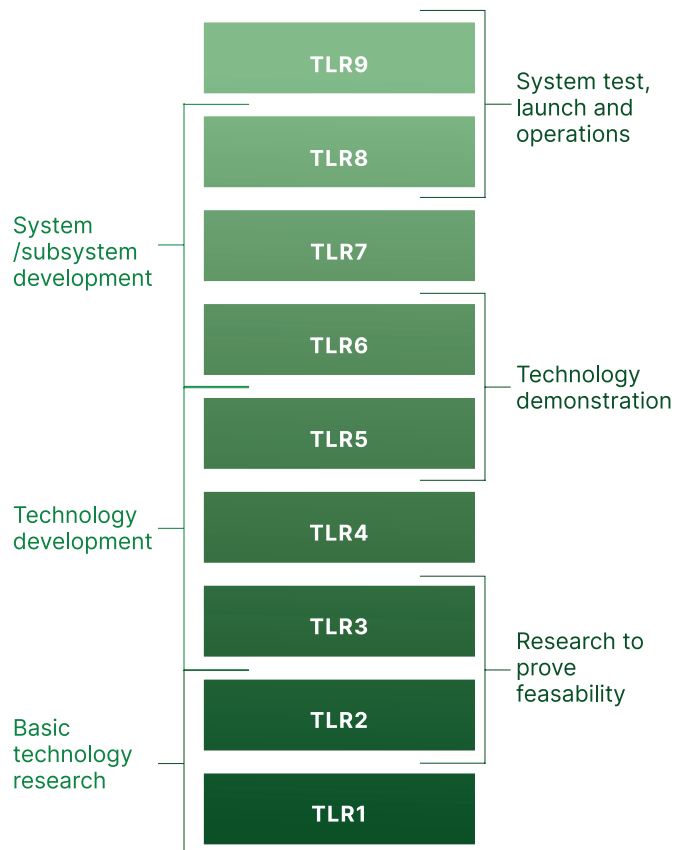 TLR9
System test,
launch and
operations
TLR8
System
/subsystem
development
TLR7
TLR6
Technology
demonstration
TLR5
Technology
development
TLR4
TLR3
Research to
prove
feasability
TLR2
Basic
technology
research
TLR1